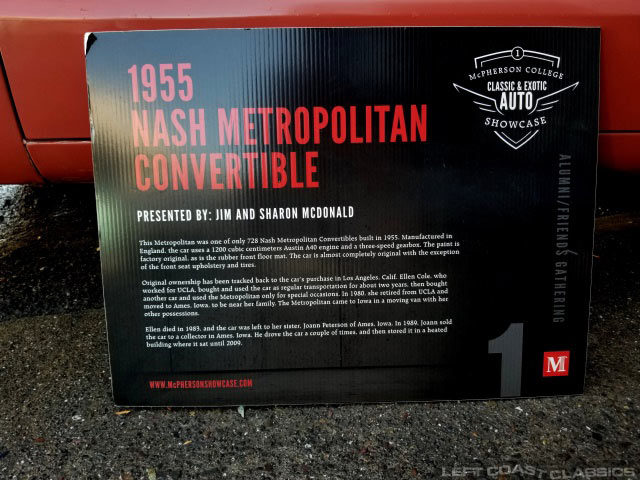 1955
NASH METROPOLITAN
CONVERTIBLE
PRESENTED BY: JIM AND SHARON MCDONALD
This Metropolitan was one of only 728 Nash Metropolitan Convertibles built in 1955. Manufactured in
England, the car uses a 1200 cubic centimeters Austin A40 engine and a three-speed gearbox. The paint is
factory original, as is the rubber front floor mat. The car is almost completely original with the exception
of the front seat upholstery and tires.
Original ownership has been tracked back to the car's purchase in Los Angeles, Calif. Ellen Cole, who
worked for UCLA, bought and used the car as regular transportation for about two years, then bought
another car and used the Metropolitan only for special occasions. In 1980, she retired from UCLA and
moved to Ames, Iowa, to be near her family. The Metropolitan came to Iowa in a moving van with her
other possessions.
Ellen died in 1983, and the car was left to her sister, Joann Peterson of Ames, Iowa. In 1989, Joann sold
the car to a collector in Ames, Iowa. He drove the car a couple of times, and then stored it in a heated
building where it sat until 2009.
WWW.McPHERSONSHOWCASE.COM
1
McPHERSON COLLEGE
CLASSIC & EXOTIC
AUTO
SHOWCASE
ALUMNI/FRIENDS GATHERING
1
M
LEFT COAST CLASSICS